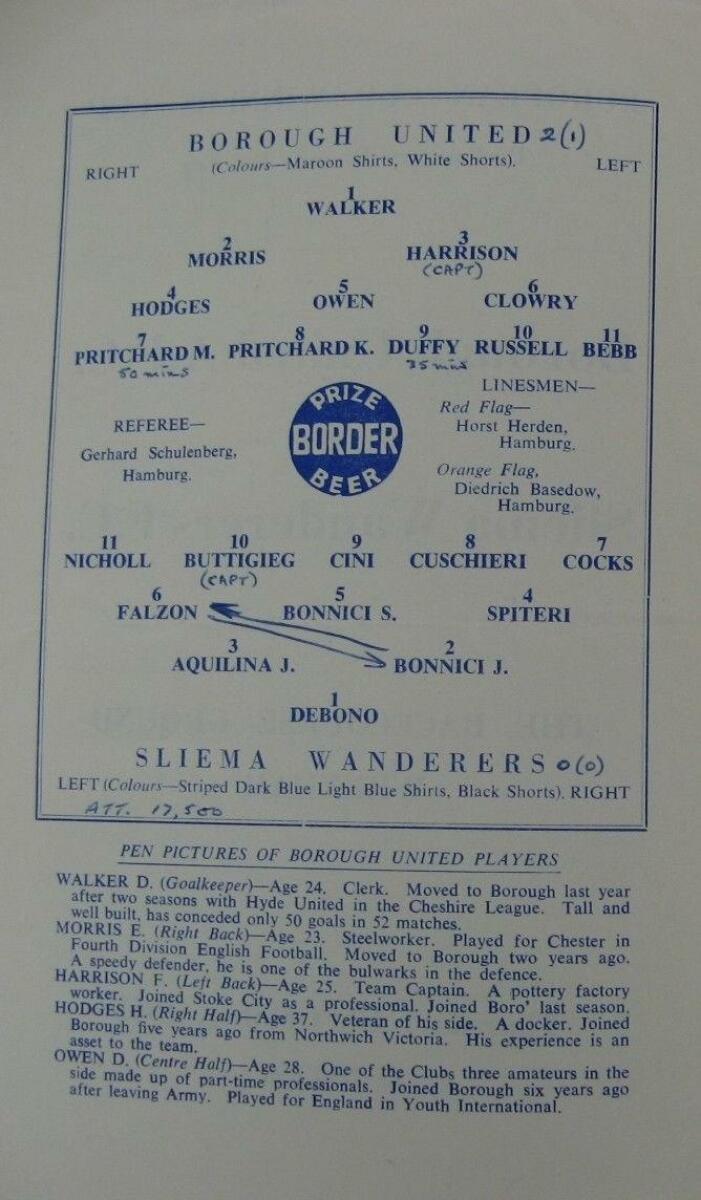 BOROUGH UNITED 2(1)
RIGHT (Colours—Maroon Shirts, White Shorts). LEFT
1
WALKER
2 3
MORRIS HARRISON
(CAPT)
4 5 6
HODGES OWEN CLOWRY
7 8 9 10 11
PRITCHARD M. PRITCHARD K. DUFFY RUSSELL BEBB
50 mins 35 mins
REFEREE—
Gerhard Schulenberg,
Hamburg.
PRIZE
BORDER
BEER
LINESMEN—
Red Flag—
Horst Herden,
Hamburg.
Orange Flag,
Diedrich Basedow,
Hamburg.
11 10 9 8 7
NICHOLL BUTTIGIEG CINI CUSCHIERI COCKS
(CAPT)
6 5 4
FALZON BONNICI S. SPITERI
3 2
AQUILINA J. BONNICI J.
1
DEBONO
SLIEMA WANDERERS 0(0)
LEFT (Colours—Striped Dark Blue Light Blue Shirts, Black Shorts). RIGHT
ATT. 17,500
PEN PICTURES OF BOROUGH UNITED PLAYERS
WALKER D. (Goalkeeper)—Age 24. Clerk. Moved to Borough last year
after two seasons with Hyde United in the Cheshire League. Tall and
well built, has conceded only 50 goals in 52 matches.
MORRIS E. (Right Back)—Age 23. Steelworker. Played for Chester in
Fourth Division English Football. Moved to Borough two years ago.
A speedy defender, he is one of the bulwarks in the defence.
HARRISON F. (Left Back)—Age 25. Team Captain. A pottery factory
worker. Joined Stoke City as a professional. Joined Boro' last season.
HODGES H. (Right Half)—Age 37. Veteran of his side. A docker. Joined
Borough five years ago from Northwich Victoria. His experience is an
asset to the team.
OWEN D. (Centre Half)—Age 28. One of the Clubs three amateurs in the
side made up of part-time professionals. Joined Borough six years ago
after leaving Army. Played for England in Youth International.